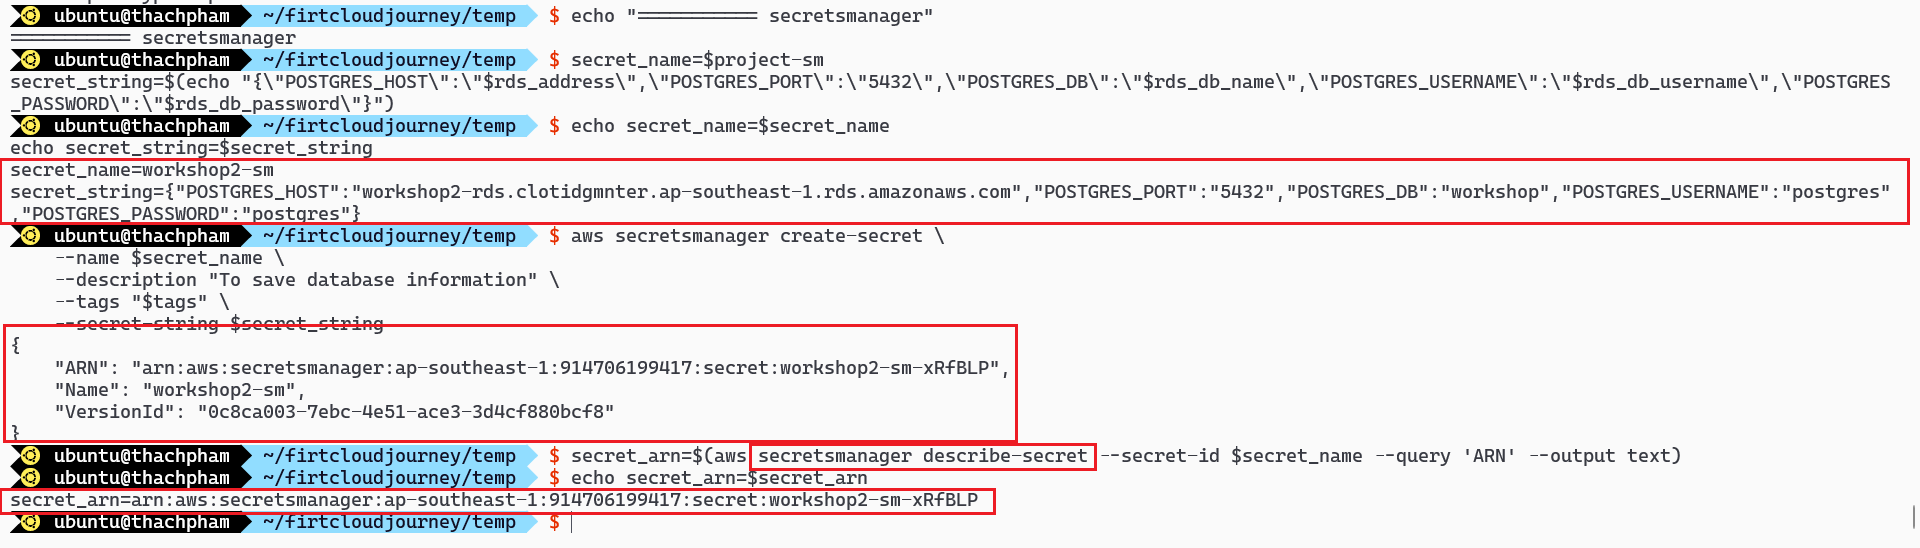 ubuntu@thachpham ~/firtcloudjourney/temp $ echo "=========== secretsmanager"
=========== secretsmanager
ubuntu@thachpham ~/firtcloudjourney/temp $ secret_name=$project-sm
secret_string=$(echo "{\"POSTGRES_HOST\":\"$rds_address\",\"POSTGRES_PORT\":\"5432\",\"POSTGRES_DB\":\"$rds_db_name\",\"POSTGRES_USERNAME\":\"$rds_db_username\",\"POSTGRES
_PASSWORD\":\"$rds_db_password\"}")
ubuntu@thachpham ~/firtcloudjourney/temp $ echo secret_name=$secret_name
echo secret_string=$secret_string
secret_name=workshop2-sm
secret_string={"POSTGRES_HOST":"workshop2-rds.clotidgmnter.ap-southeast-1.rds.amazonaws.com","POSTGRES_PORT":"5432","POSTGRES_DB":"workshop","POSTGRES_USERNAME":"postgres"
,"POSTGRES_PASSWORD":"postgres"}
ubuntu@thachpham ~/firtcloudjourney/temp $ aws secretsmanager create-secret \
--name $secret_name \
--description "To save database information" \
--tags "$tags" \
--secret-string $secret_string
{
"ARN": "arn:aws:secretsmanager:ap-southeast-1:914706199417:secret:workshop2-sm-xRfBLP",
"Name": "workshop2-sm",
"VersionId": "0c8ca003-7ebc-4e51-ace3-3d4cf880bcf8"
}
ubuntu@thachpham ~/firtcloudjourney/temp $ secret_arn=$(aws secretsmanager describe-secret --secret-id $secret_name --query 'ARN' --output text)
ubuntu@thachpham ~/firtcloudjourney/temp $ echo secret_arn=$secret_arn
secret_arn=arn:aws:secretsmanager:ap-southeast-1:914706199417:secret:workshop2-sm-xRfBLP
ubuntu@thachpham ~/firtcloudjourney/temp $